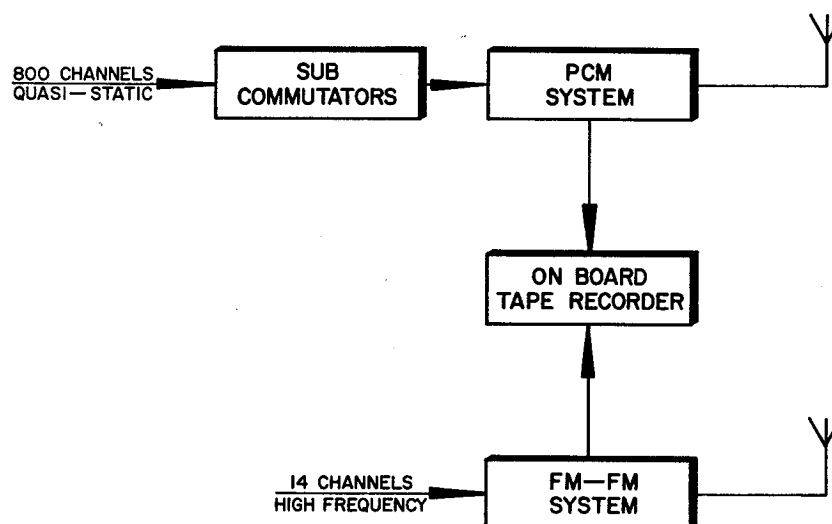 800 CHANNELS
QUASI—STATIC
SUB
COMMUTATORS
PCM
SYSTEM
ON BOARD
TAPE RECORDER
14 CHANNELS
HIGH FREQUENCY
FM—FM
SYSTEM